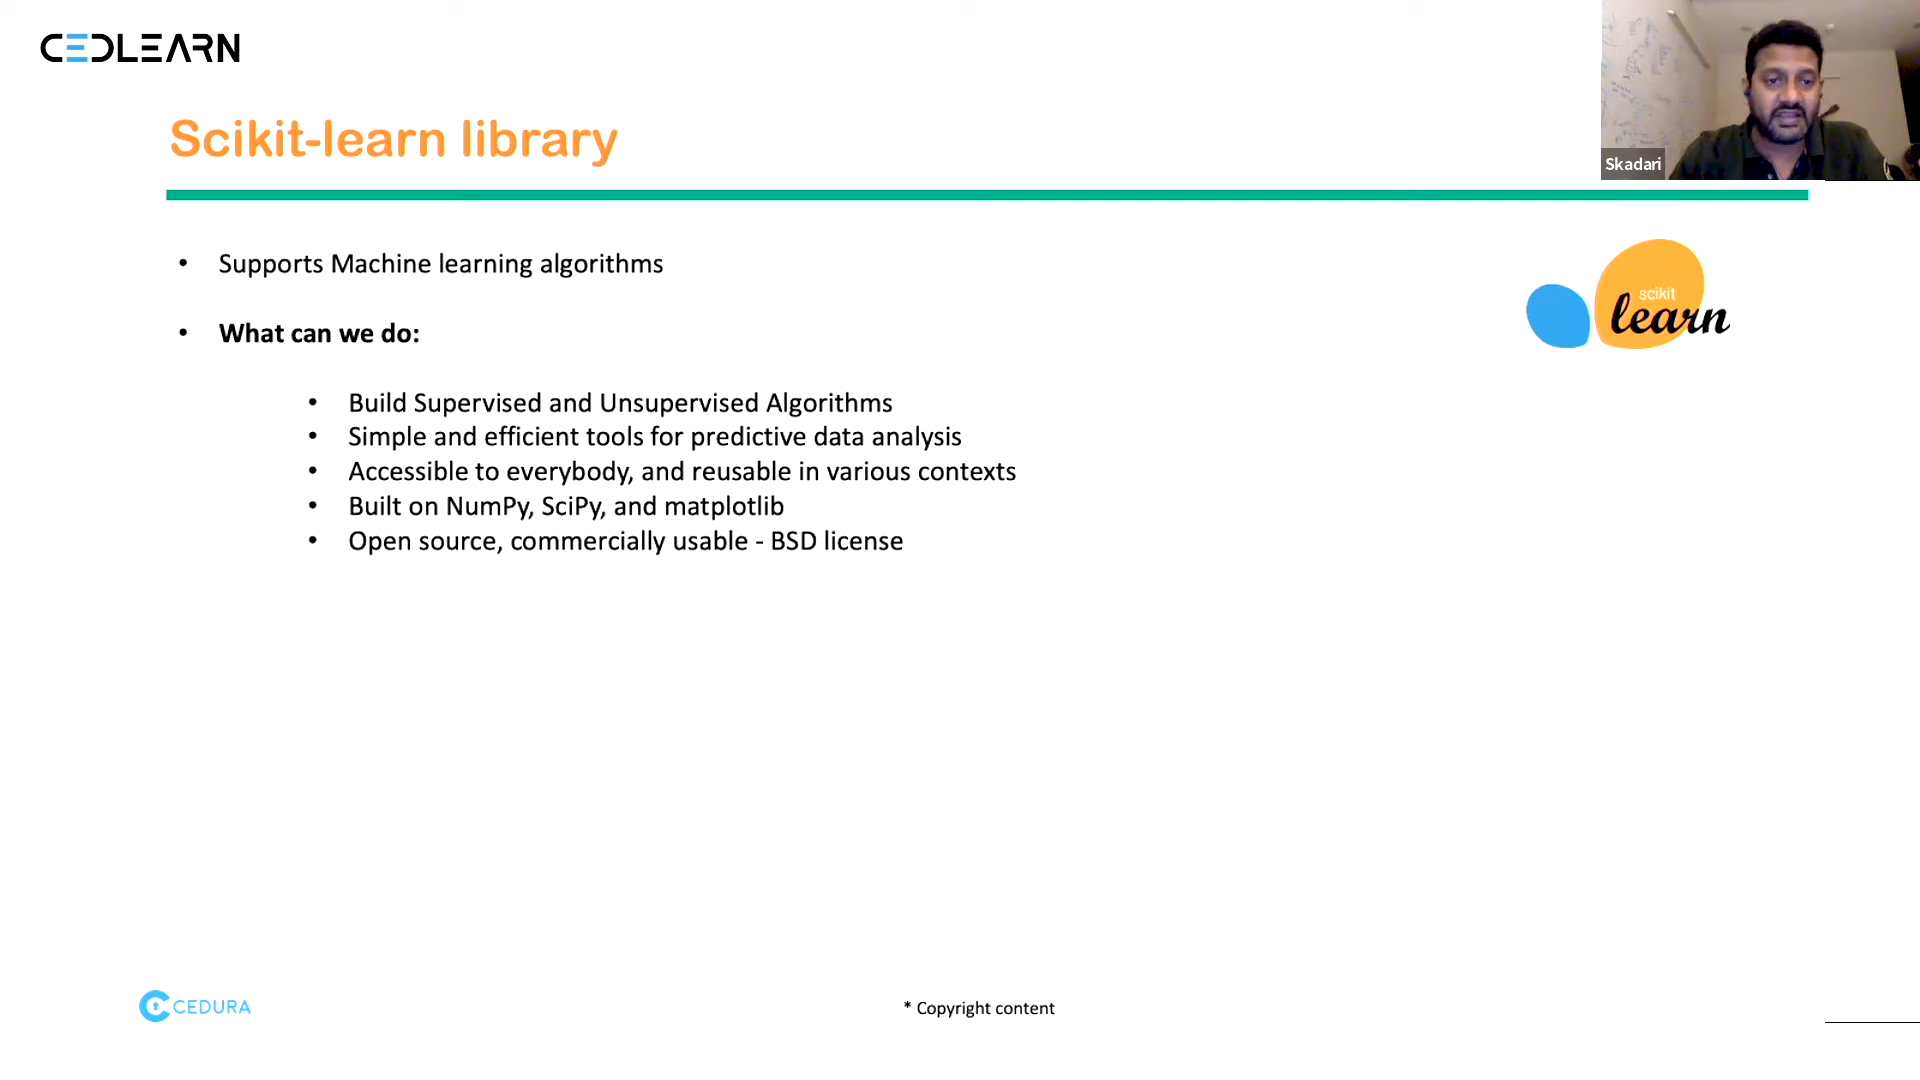 CEDLEARN
Skadari
Scikit-learn library
• Supports Machine learning algorithms
• What can we do:
• Build Supervised and Unsupervised Algorithms
• Simple and efficient tools for predictive data analysis
• Accessible to everybody, and reusable in various contexts
• Built on NumPy, SciPy, and matplotlib
• Open source, commercially usable - BSD license
scikit
learn
CEDURA
* Copyright content